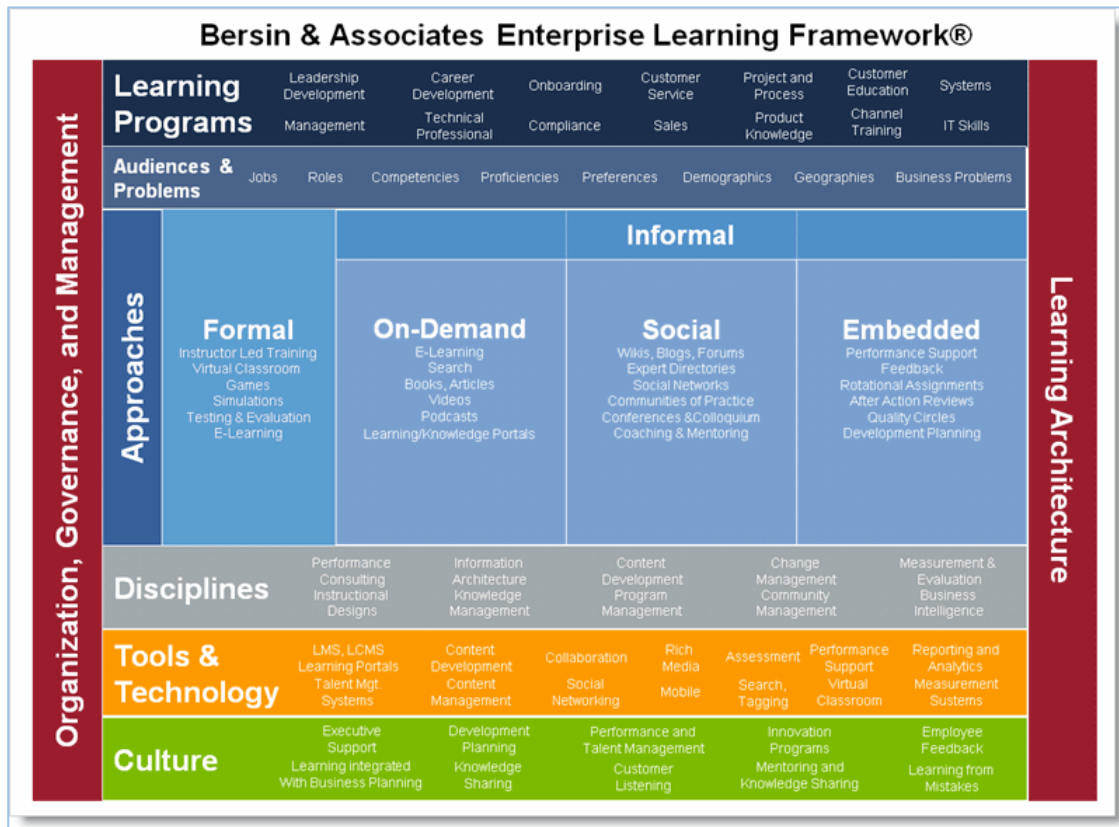 Bersin & Associates Enterprise Learning Framework®
Organization, Governance, and Management
Learning
Programs
Leadership
Development
Career
Development
Onboarding
Customer
Service
Project and
Process
Customer
Education
Systems
Management
Technical
Professional
Compliance
Sales
Product
Knowledge
Channel
Training
IT Skills
Audiences &
Problems
Jobs
Roles
Competencies
Proficiencies
Preferences
Demographics
Geographies
Business Problems
Approaches
Formal
Instructor Led Training
Virtual Classroom
Games
Simulations
Testing & Evaluation
E-Learning
Informal
On-Demand
E-Learning
Search
Books, Articles
Videos
Podcasts
Learning/Knowledge Portals
Social
Wikis, Blogs, Forums
Expert Directories
Social Networks
Communities of Practice
Conferences &Colloquium
Coaching & Mentoring
Embedded
Performance Support
Feedback
Rotational Assignments
After Action Reviews
Quality Circles
Development Planning
Disciplines
Performance
Consulting
Instructional
Designs
Information
Architecture
Knowledge
Management
Content
Development
Program
Management
Change
Management
Community
Management
Measurement &
Evaluation
Business
Intelligence
Tools &
Technology
LMS, LCMS
Learning Portals
Talent Mgt.
Systems
Content
Development
Content
Management
Collaboration
Social
Networking
Rich
Media
Mobile
Assessment
Search,
Tagging
Performance
Support
Virtual
Classroom
Reporting and
Analytics
Measurement
Sustems
Culture
Executive
Support
Learning integrated
With Business Planning
Development
Planning
Knowledge
Sharing
Performance and
Talent Management
Customer
Listening
Innovation
Programs
Mentoring and
Knowledge Sharing
Employee
Feedback
Learning from
Mistakes
Learning Architecture